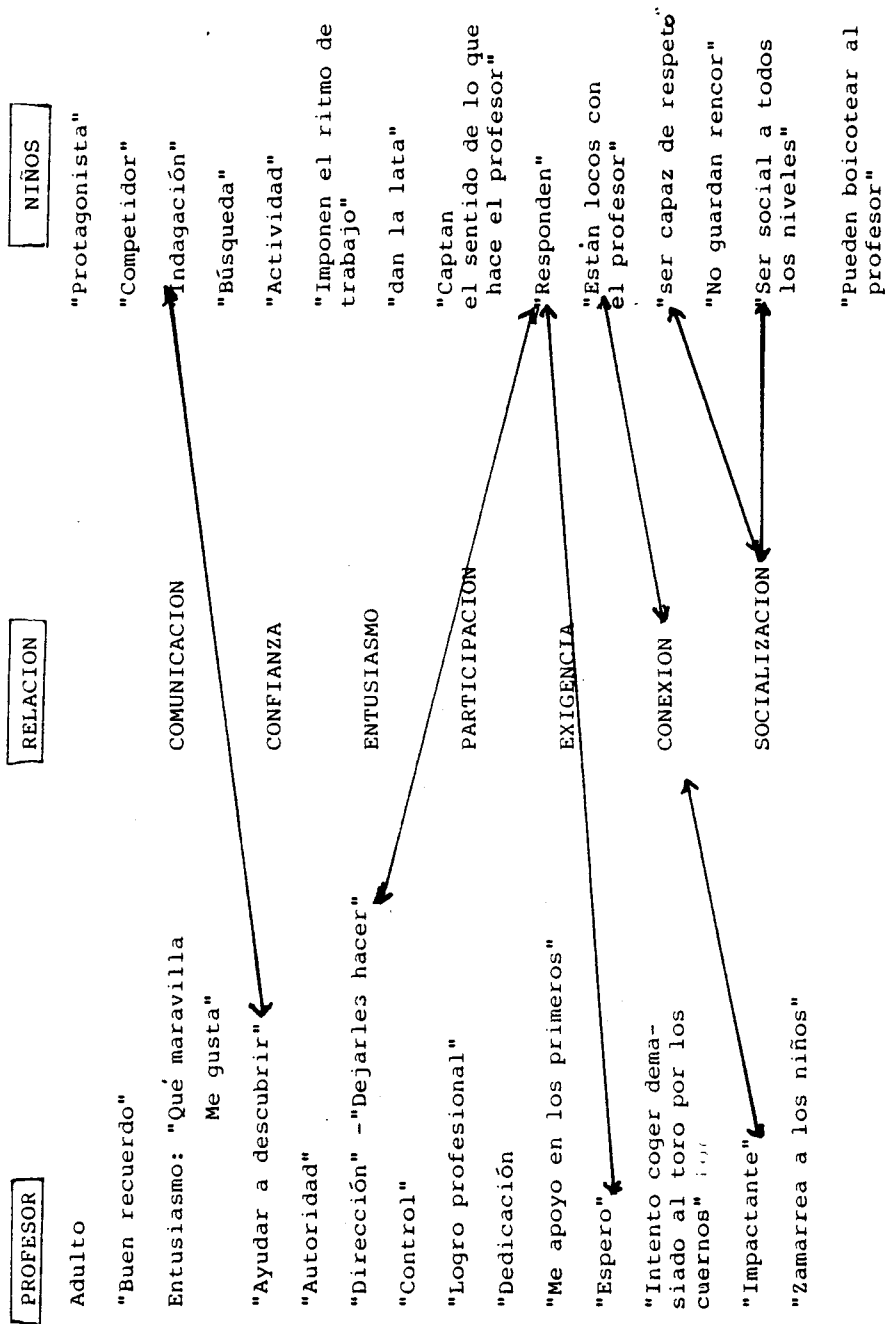 PROFESOR
Adulto
"Buen recuerdo"
Entusiasmo: "Qué maravilla
Me gusta"
"Ayudar a descubrir"
"Autoridad"
"Dirección" -"Dejarles hacer"
"Control"
"Logro profesional"
"Dedicación
"Me apoyo en los primeros"
"Espero"
"Intento coger dema-
siado al toro por los
cuernos"
"Impactante"
"Zamarrea a los niños"
RELACION
COMUNICACION
CONFIANZA
ENTUSIASMO
PARTICIPACION
EXIGENCIA
CONEXION
SOCIALIZACION
NIÑOS
"Protagonista"
"Competidor"
"Indagación"
"Búsqueda"
"Actividad"
"Imponen el ritmo de
trabajo"
"dan la lata"
"Captan
el sentido de lo que
hace el profesor"
"Responden"
"Están locos con
el profesor"
"ser capaz de respeto"
"No guardan rencor"
"Ser social a todos
los niveles"
"Pueden boicotear al
profesor"